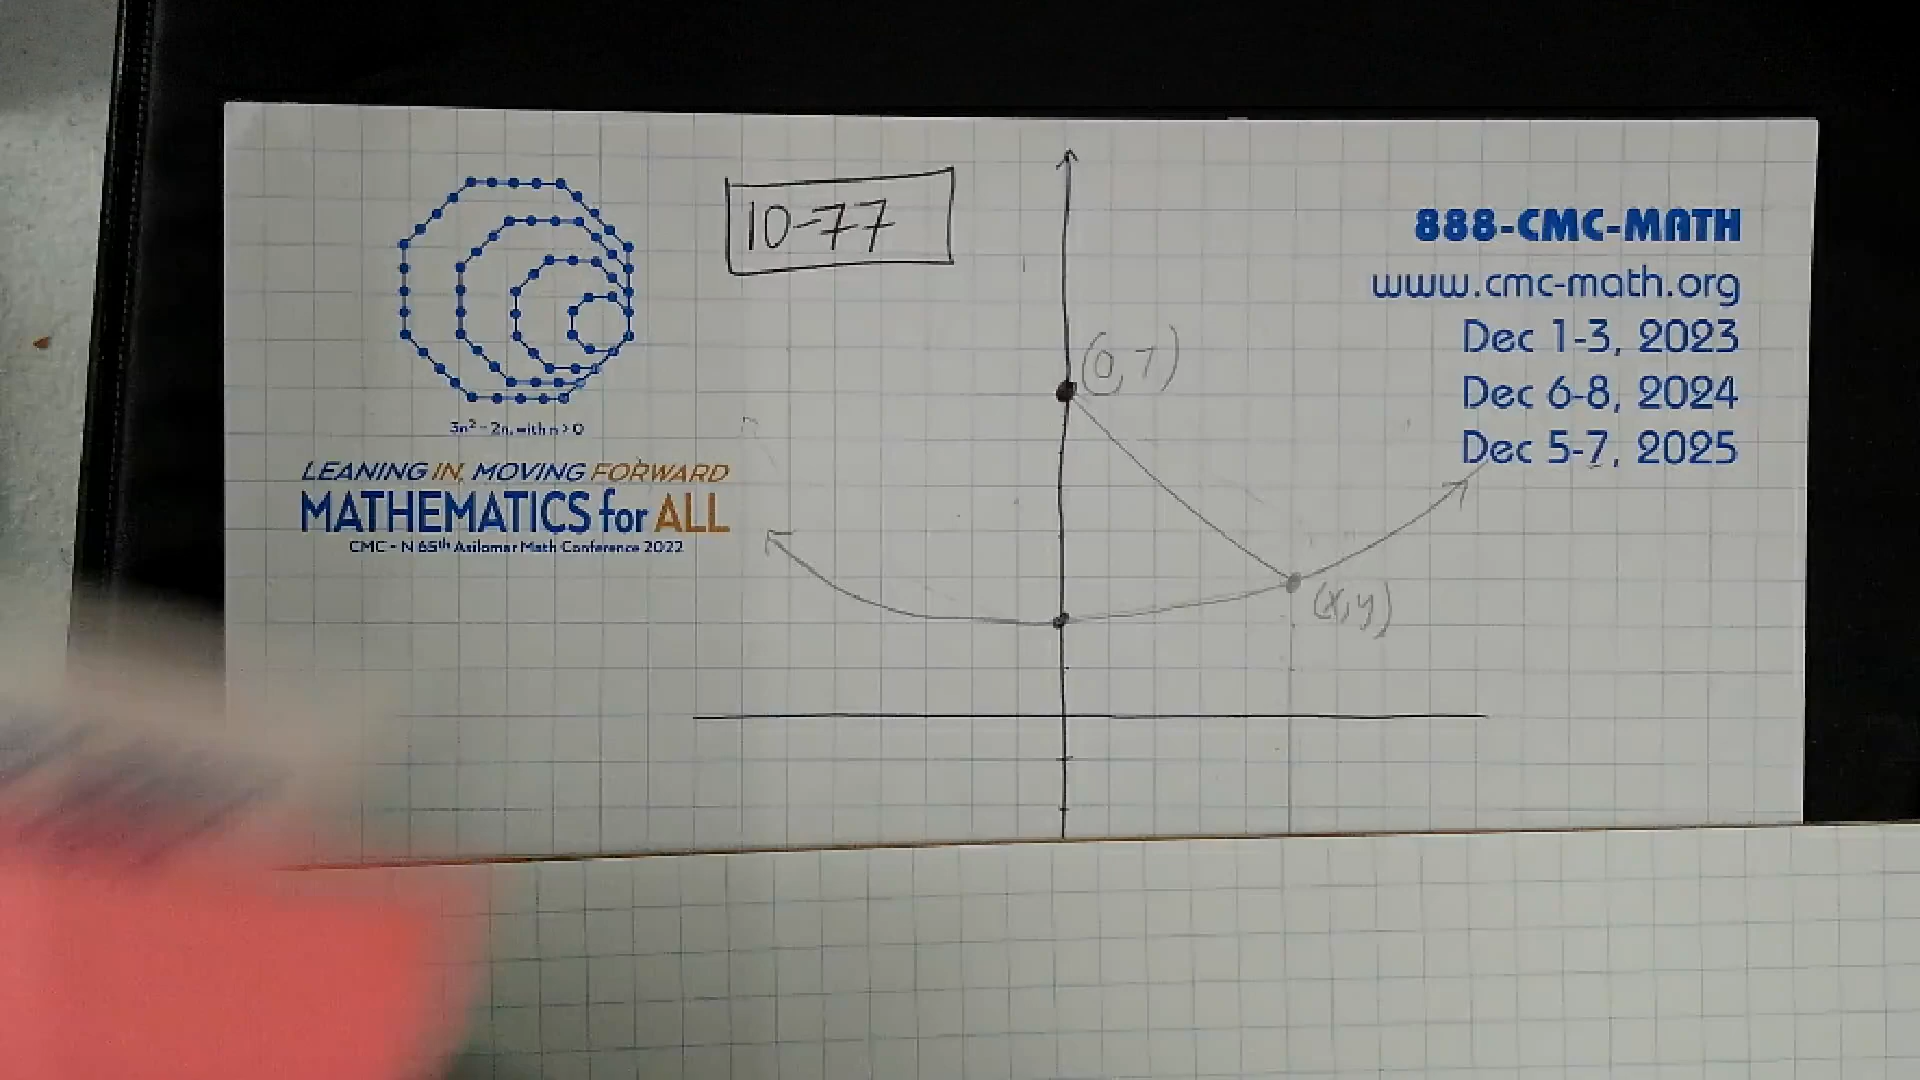 10-77
888-CMC-MATH
www.cmc-math.org
Dec 1-3, 2023
Dec 6-8, 2024
Dec 5-7, 2025
(0,7)
3n² - 2n, with n > 0
LEANING IN, MOVING FORWARD
MATHEMATICS for ALL
CMC - N 65th Asilomar Math Conference 2022
(x,y)